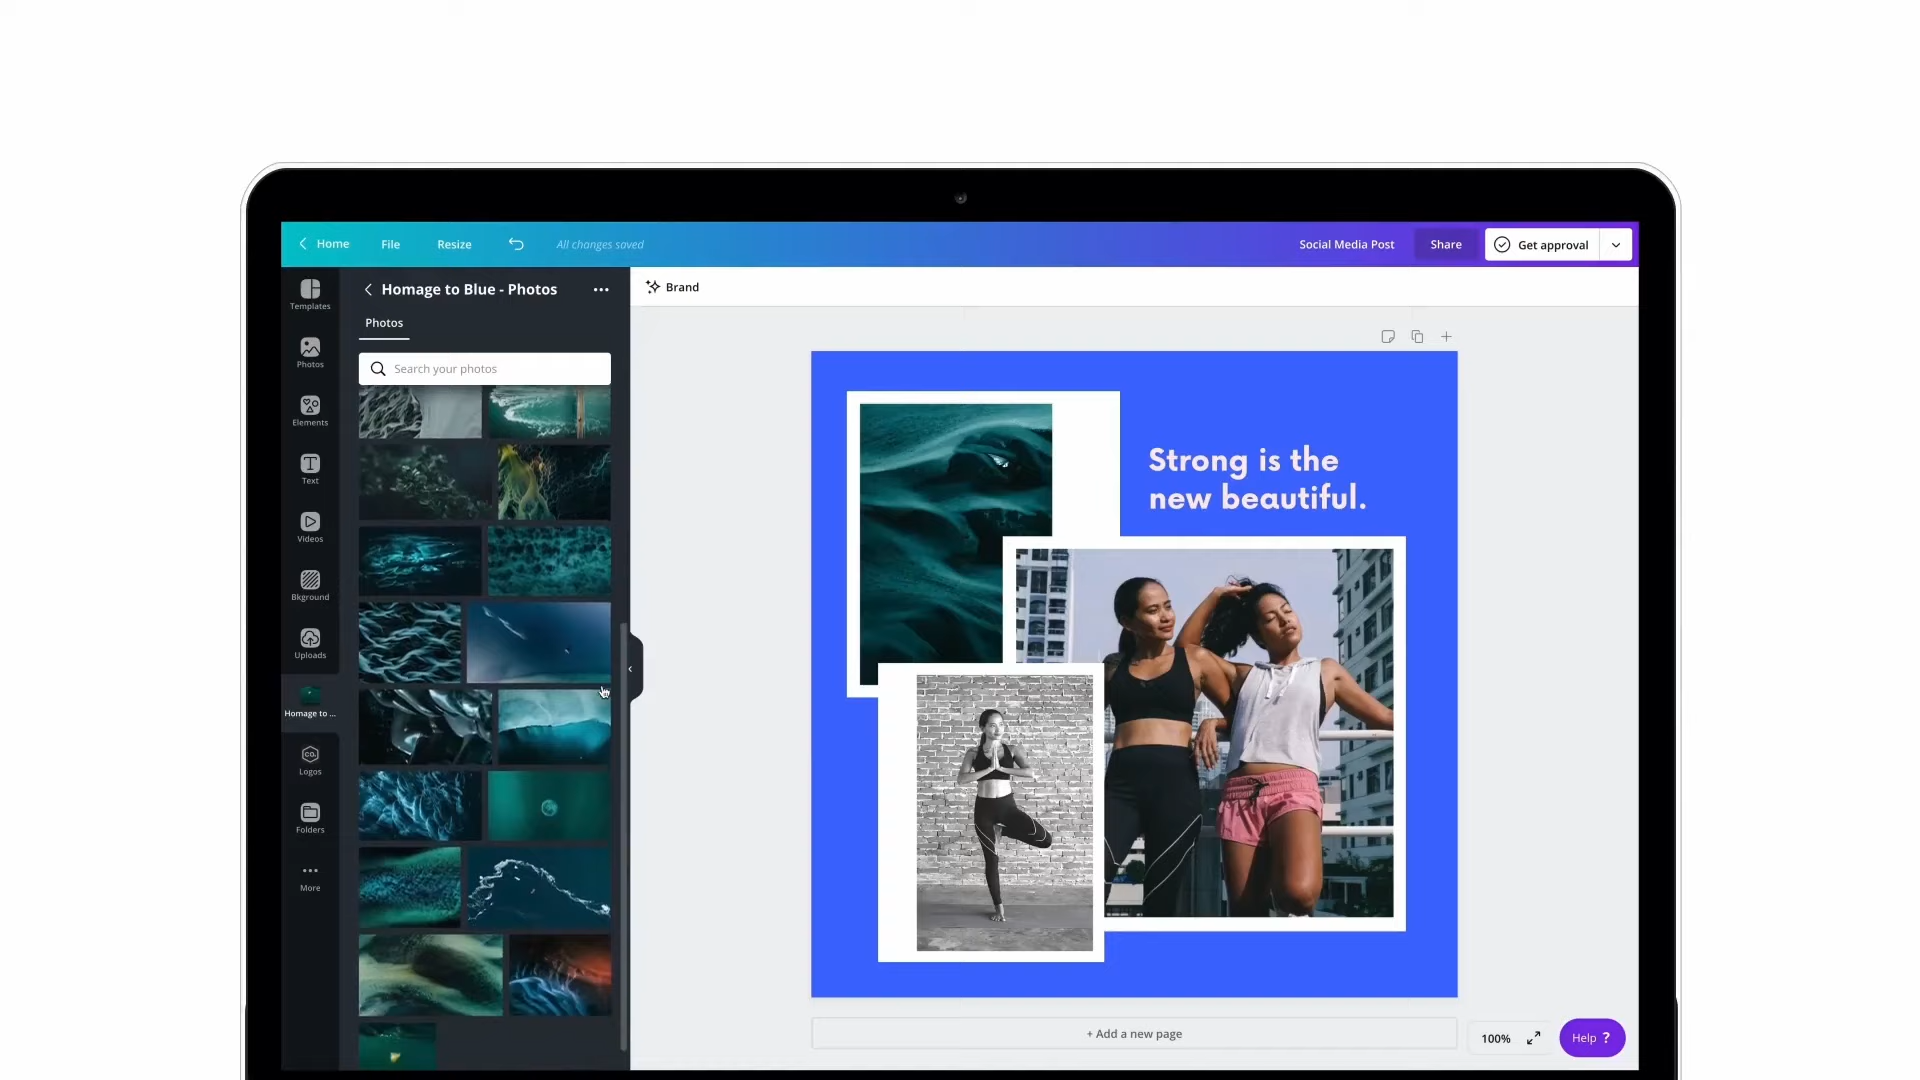 Home File Resize All changes saved Social Media Post Share Get approval
Templates
Photos
Elements
Text
Videos
Bkground
Uploads
Homage to ...
CO.
Logos
Folders
More
Homage to Blue - Photos
Photos
Search your photos
Brand
Strong is the
new beautiful.
+ Add a new page
100%
Help ?